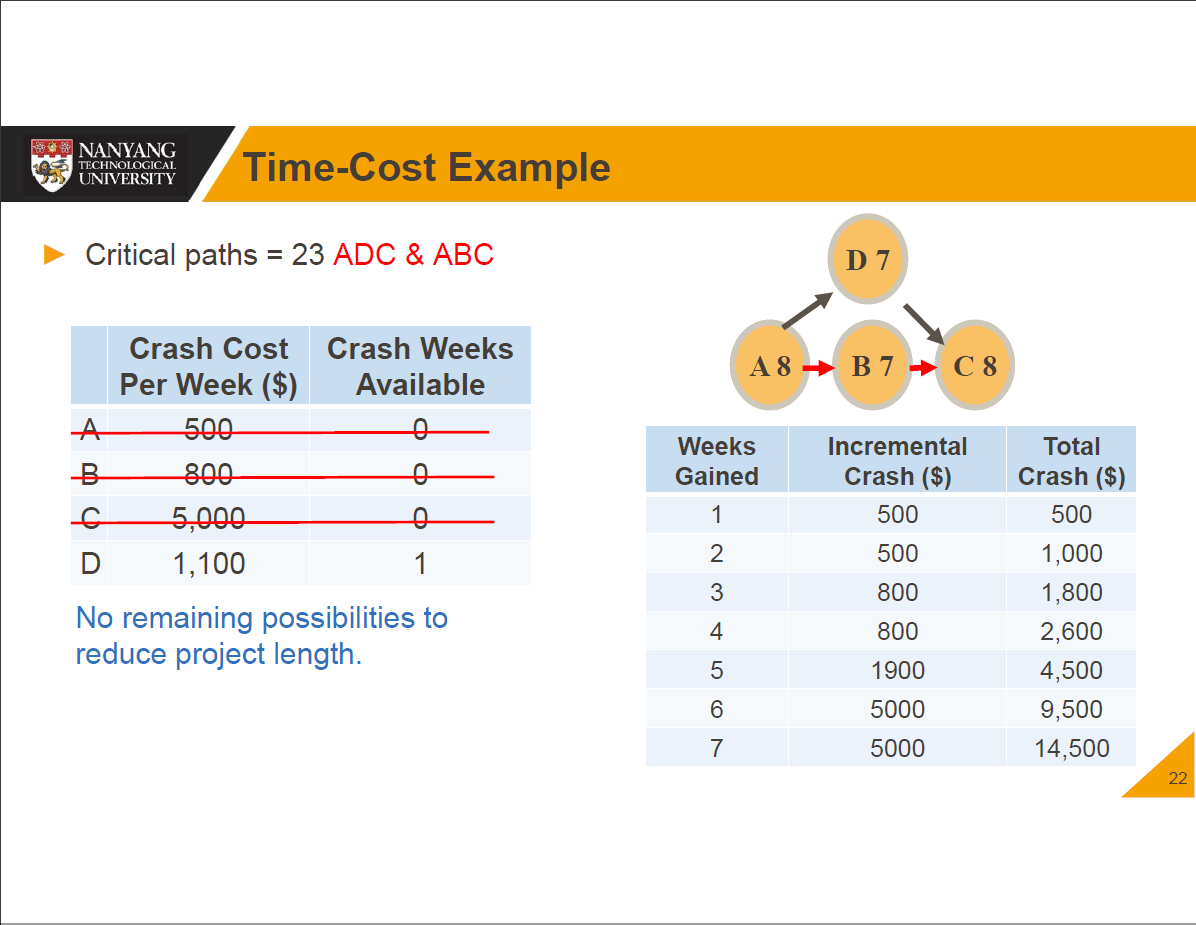 NANYANG
TECHNOLOGICAL
UNIVERSITY
Time-Cost Example
Critical paths = 23 ADC & ABC
Crash Cost Per Week ($) Crash Weeks Available
A 500 0
B 800 0
C 5,000 0
D 1,100 1
No remaining possibilities to
reduce project length.
D 7
A 8 B 7 C 8
Weeks Gained Incremental Crash ($) Total Crash ($)
1 500 500
2 500 1,000
3 800 1,800
4 800 2,600
5 1900 4,500
6 5000 9,500
7 5000 14,500
22